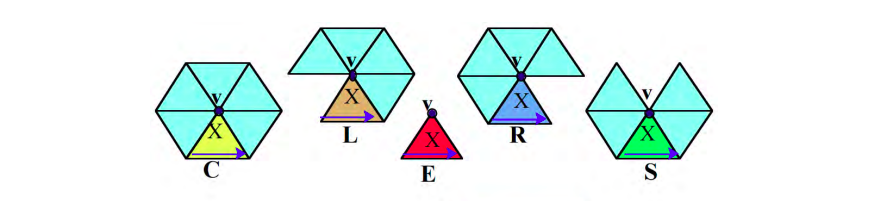 v X C
v X L
v X E
v X R
v X S